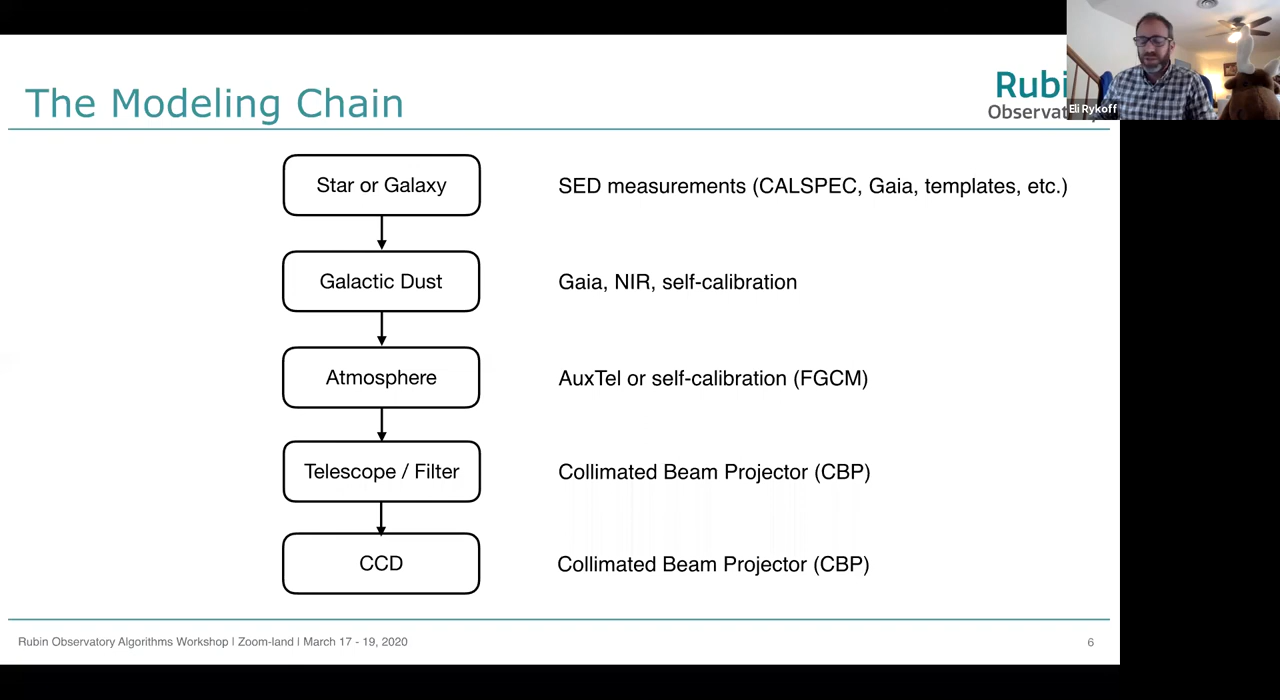 The Modeling Chain
Rubi
Observat
Eli Rykoff
Star or Galaxy
SED measurements (CALSPEC, Gaia, templates, etc.)
Galactic Dust
Gaia, NIR, self-calibration
Atmosphere
AuxTel or self-calibration (FGCM)
Telescope / Filter
Collimated Beam Projector (CBP)
CCD
Collimated Beam Projector (CBP)
Rubin Observatory Algorithms Workshop | Zoom-land | March 17 - 19, 2020
6